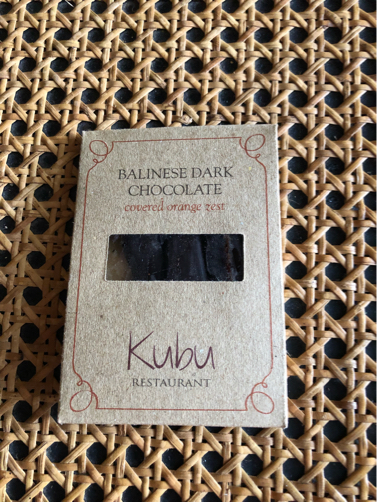 BALINESE DARK
CHOCOLATE
covered orange zest
Kubu
RESTAURANT